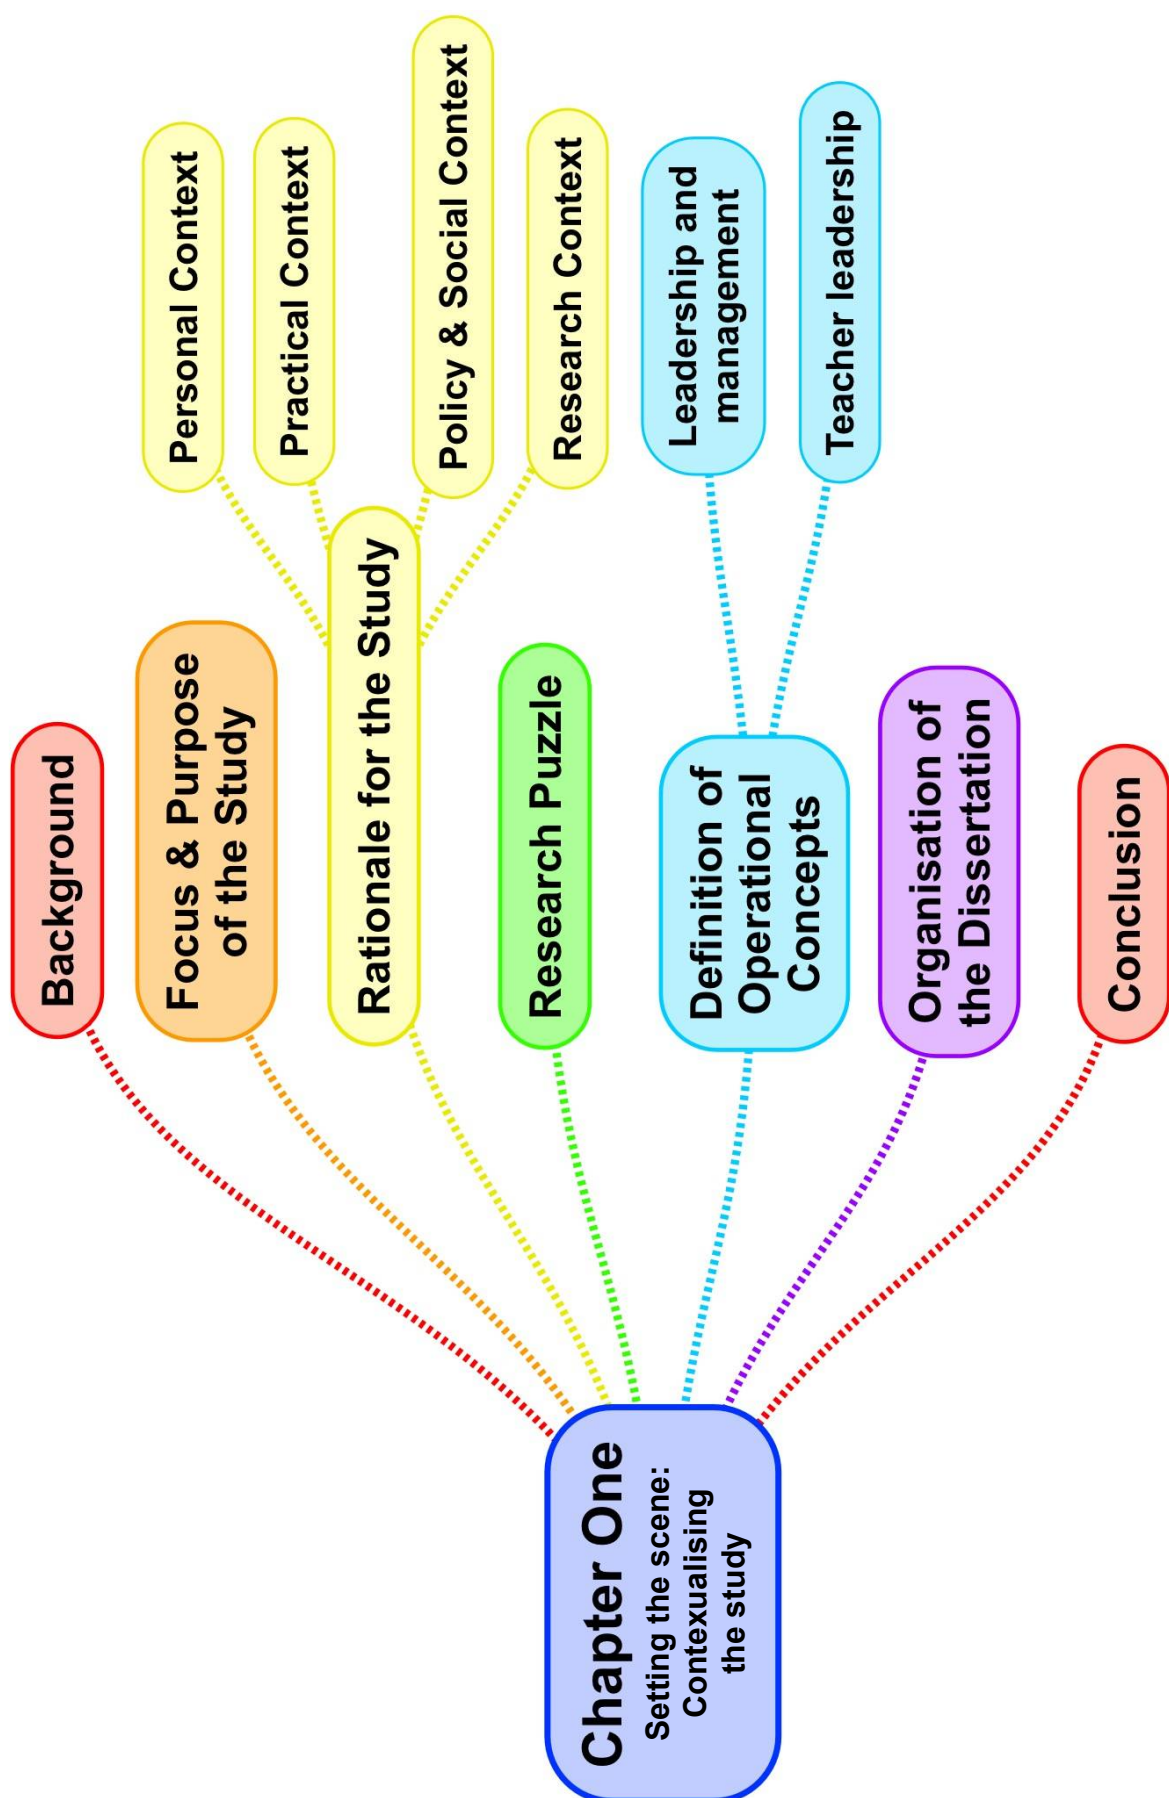 Chapter One
Setting the scene:
Contexualising
the study
Background
Focus & Purpose
of the Study
Rationale for the Study
Personal Context
Practical Context
Policy & Social Context
Research Context
Research Puzzle
Definition of
Operational
Concepts
Leadership and
management
Teacher leadership
Organisation of
the Dissertation
Conclusion